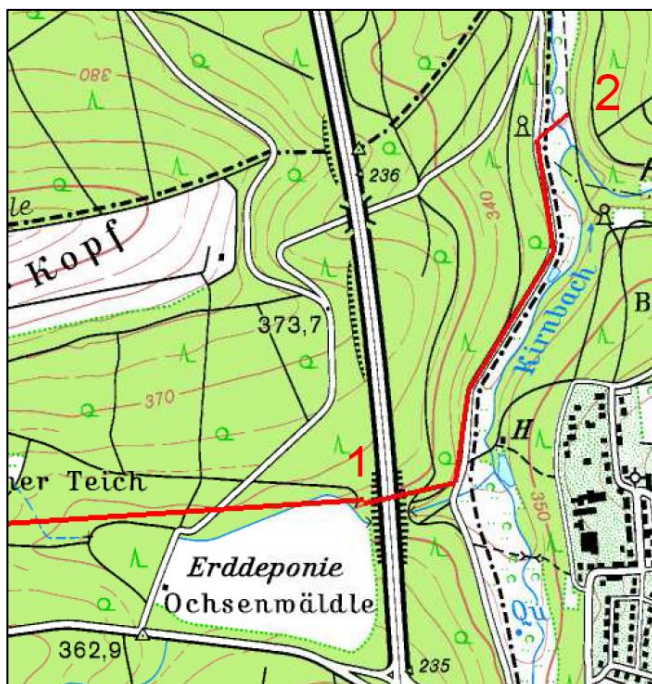 2
380
236
340
le
Kopf
373,7
Kirnbach
B
370
1
H
her Teich
350
Erddeponie
Ochsenwäldle
Qu
362,9
235